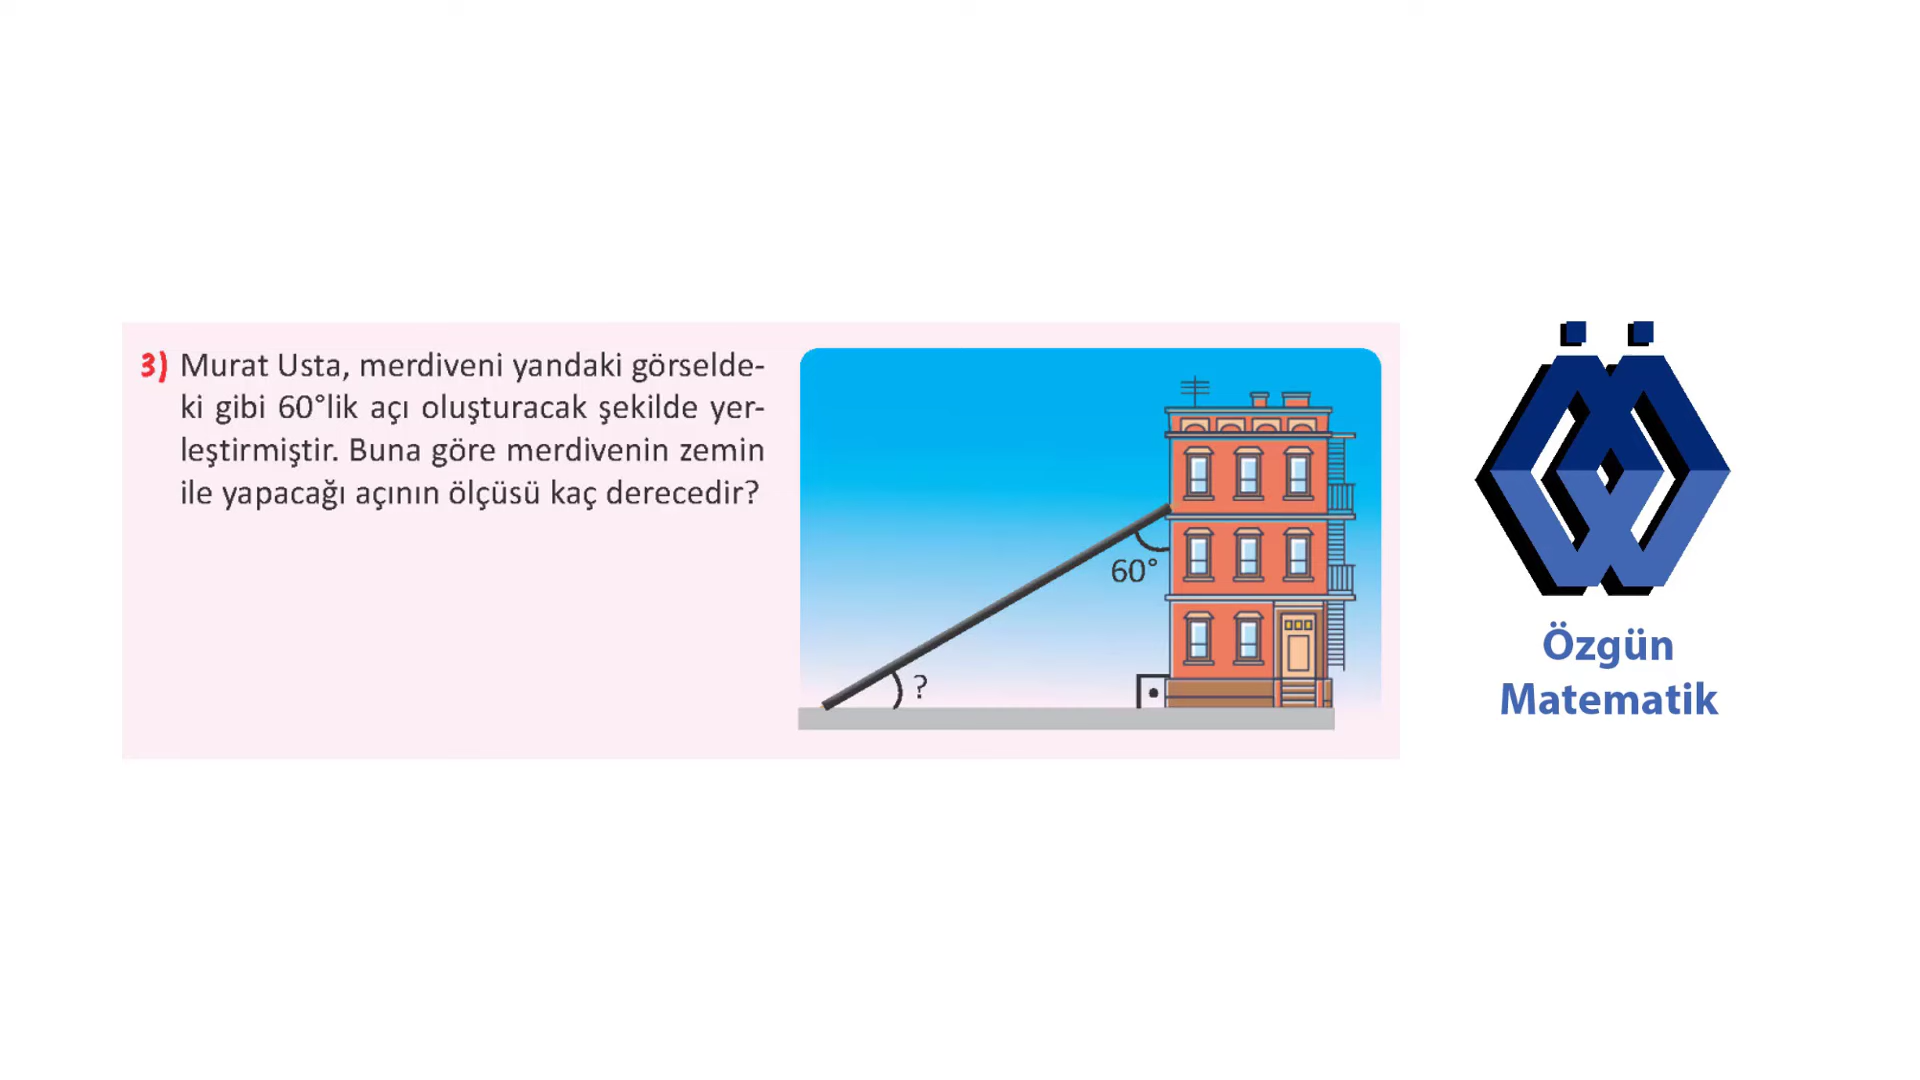 3) Murat Usta, merdiveni yandaki görselde-
ki gibi 60°lik açı oluşturacak şekilde yer-
leştirmiştir. Buna göre merdivenin zemin
ile yapacağı açının ölçüsü kaç derecedir?
60°
?
Özgün
Matematik